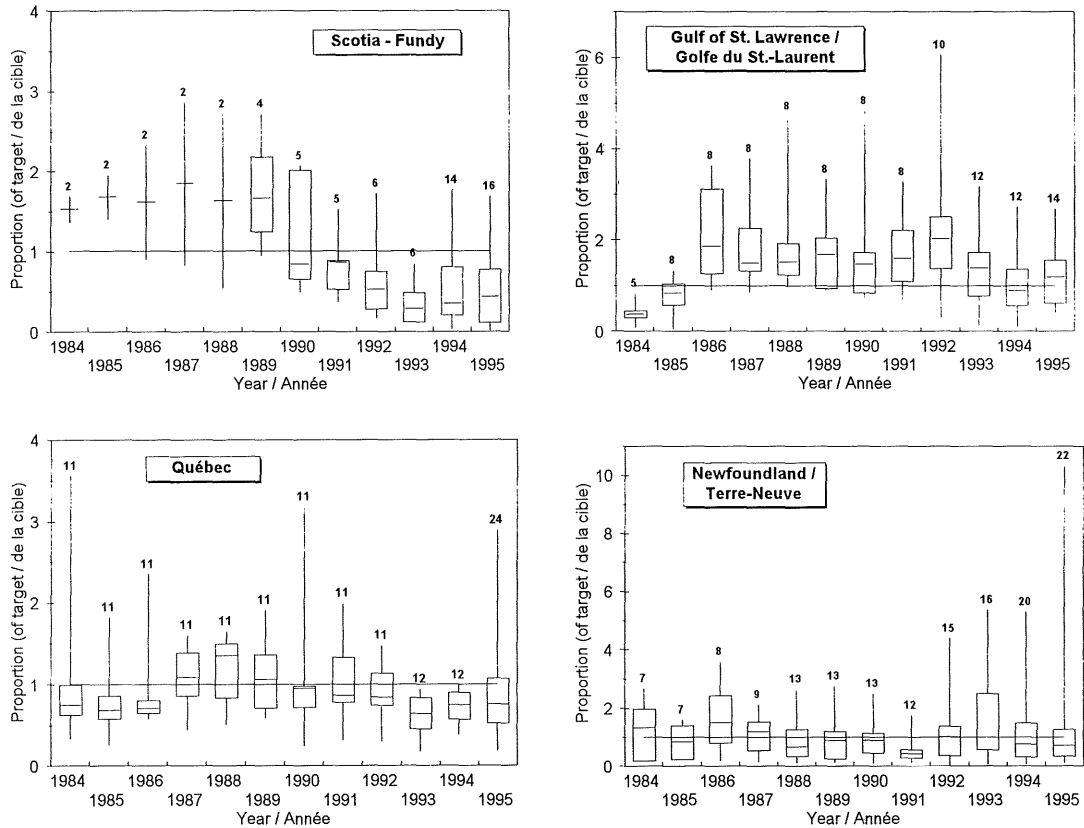 Scotia - Fundy
Proportion (of target / de la cible)
4
3
2
1
0
2 2 2 2 2 4 5 5 6 6 14 16
1984 1986 1988 1990 1992 1994
1985 1987 1989 1991 1993 1995
Year / Année
Gulf of St. Lawrence /
Golfe du St.-Laurent
Proportion (of target / de la cible)
6
4
2
0
5 8 8 8 8 8 8 8 10 12 12 14
1984 1986 1988 1990 1992 1994
1985 1987 1989 1991 1993 1995
Year / Année
Québec
Proportion (of target / de la cible)
4
3
2
1
0
11 11 11 11 11 11 11 11 11 12 12 24
1984 1986 1988 1990 1992 1994
1985 1987 1989 1991 1993 1995
Year / Année
Newfoundland /
Terre-Neuve
Proportion (of target / de la cible)
10
8
6
4
2
0
7 7 8 9 13 13 13 12 15 16 20 22
1984 1986 1988 1990 1992 1994
1985 1987 1989 1991 1993 1995
Year / Année